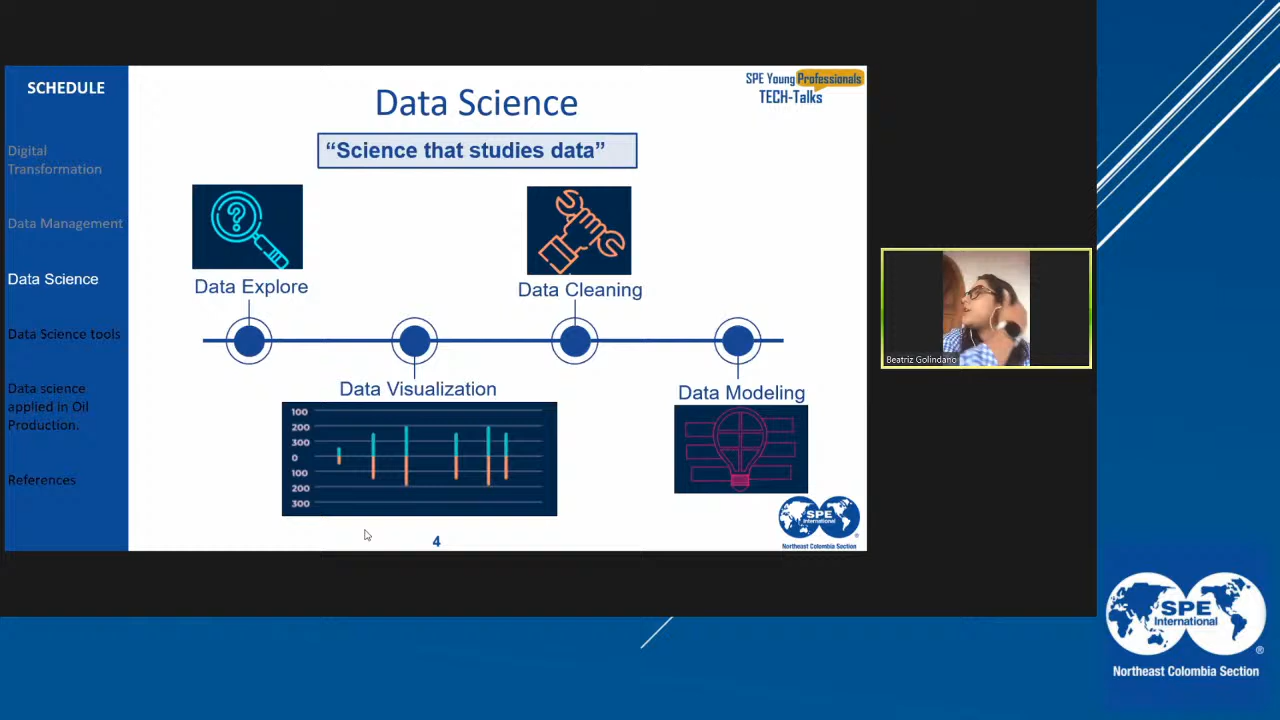 SCHEDULE
Digital
Transformation
Data Management
Data Science
Data Science tools
Data science
applied in Oil
Production.
References
SPE Young Professionals
TECH-Talks
Data Science
“Science that studies data”
Data Explore
Data Cleaning
Data Visualization
Data Modeling
100
200
300
0
100
200
300
4
SPE
International
®
Northeast Colombia Section
Beatriz Golindano
SPE
International
®
Northeast Colombia Section